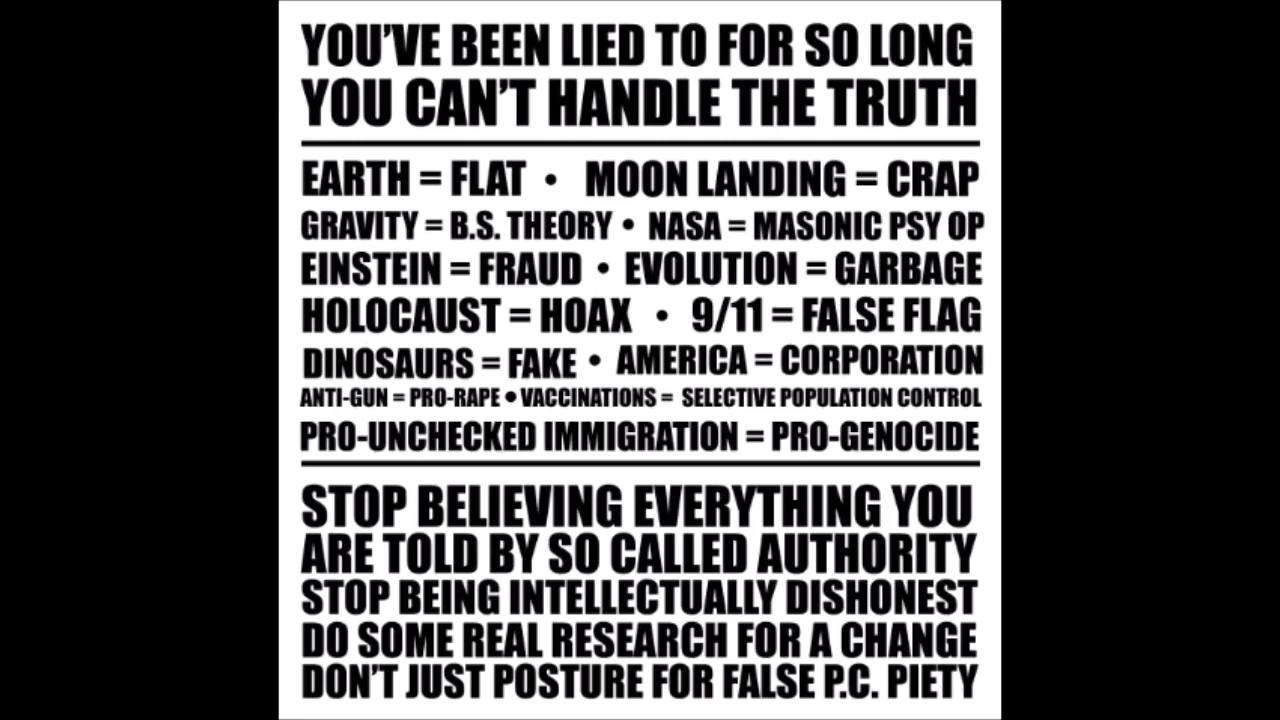 YOU'VE BEEN LIED TO FOR SO LONG
YOU CAN'T HANDLE THE TRUTH
EARTH = FLAT • MOON LANDING = CRAP
GRAVITY = B.S. THEORY • NASA = MASONIC PSY OP
EINSTEIN = FRAUD • EVOLUTION = GARBAGE
HOLOCAUST = HOAX • 9/11 = FALSE FLAG
DINOSAURS = FAKE • AMERICA = CORPORATION
ANTI-GUN = PRO-RAPE • VACCINATIONS = SELECTIVE POPULATION CONTROL
PRO-UNCHECKED IMMIGRATION = PRO-GENOCIDE
STOP BELIEVING EVERYTHING YOU
ARE TOLD BY SO CALLED AUTHORITY
STOP BEING INTELLECTUALLY DISHONEST
DO SOME REAL RESEARCH FOR A CHANGE
DON'T JUST POSTURE FOR FALSE P.C. PIETY